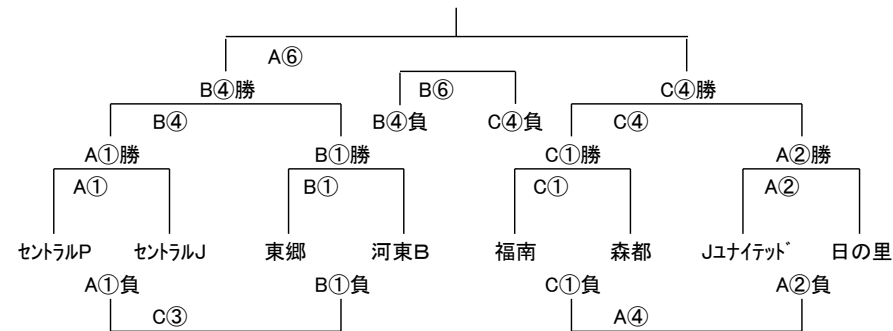 A⑥
B④勝 B⑥ C④勝
B④ B④負 C④負 C④
A①勝 B①勝 C①勝 A②勝
A① B① C① A②
ｾﾝﾄﾗﾙP ｾﾝﾄﾗﾙJ 東郷 河東B 福南 森都 Jﾕﾅｲﾃｯﾄﾞ 日の里
A①負 B①負 C①負 A②負
C③ A④